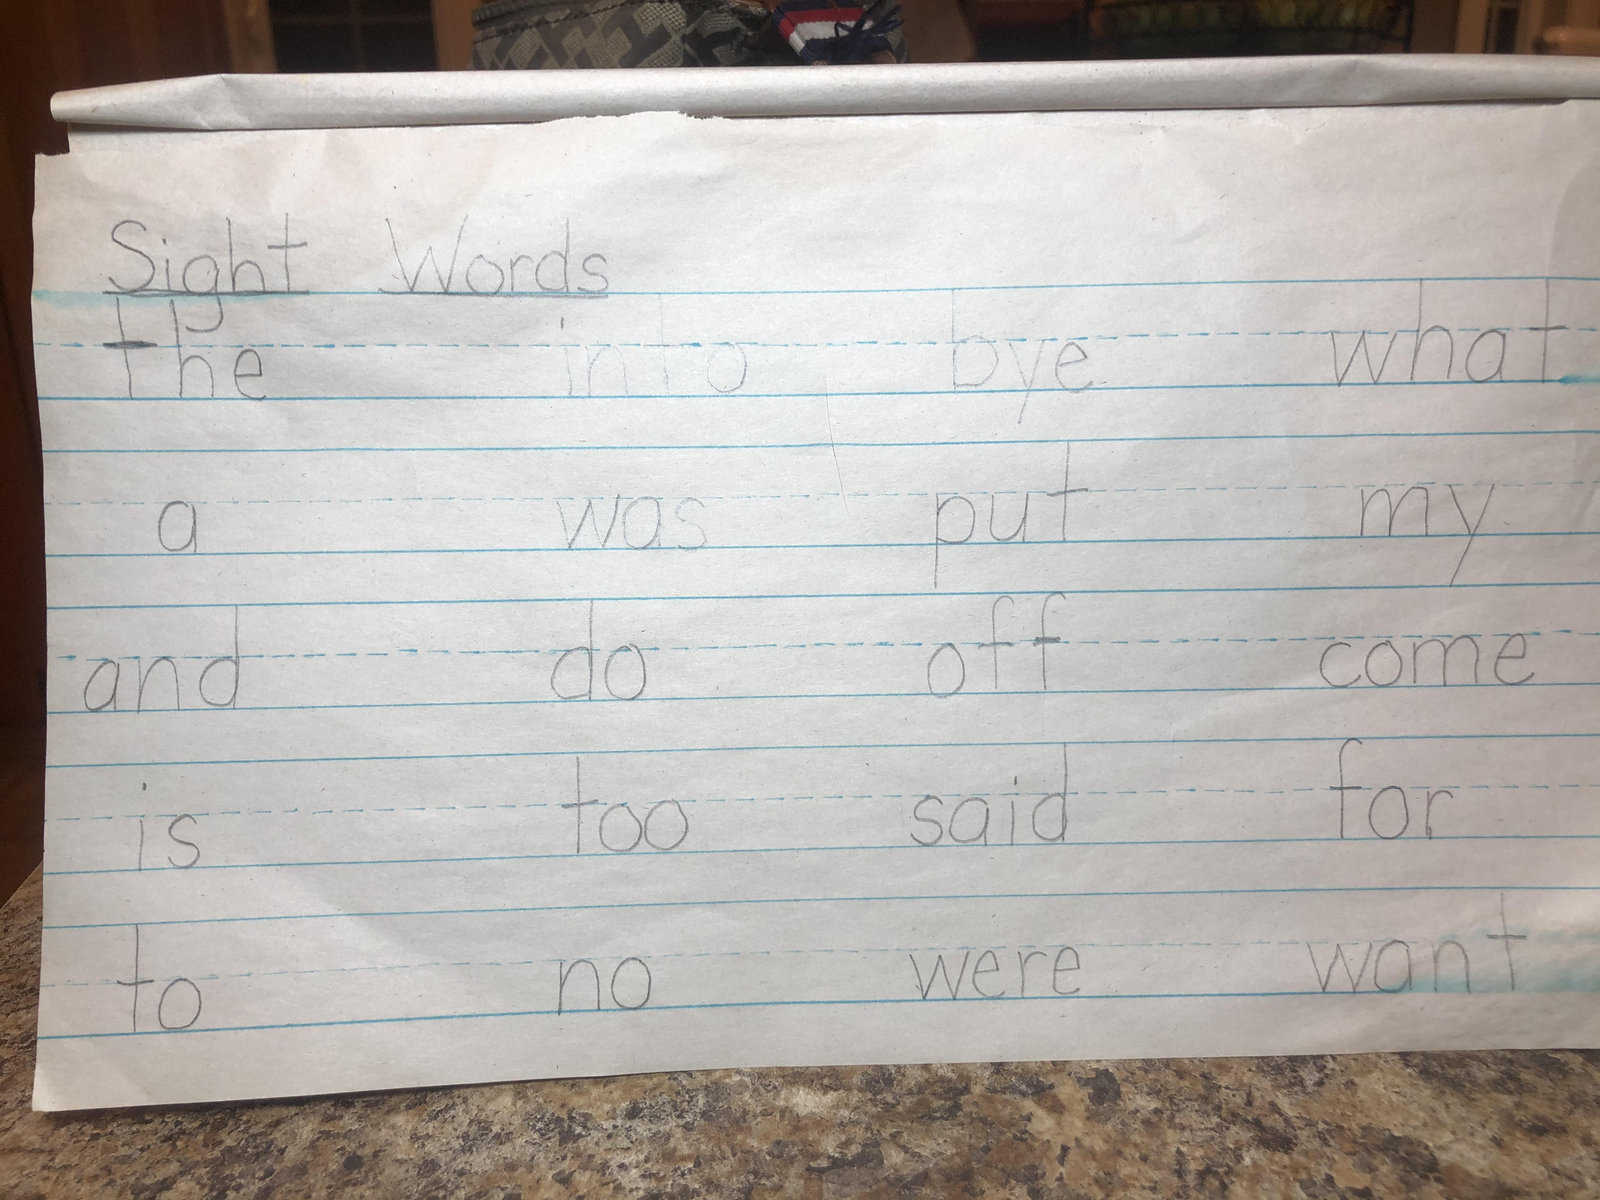 Sight Words
the into bye what
a was put my
and do off come
is too said for
to no were want